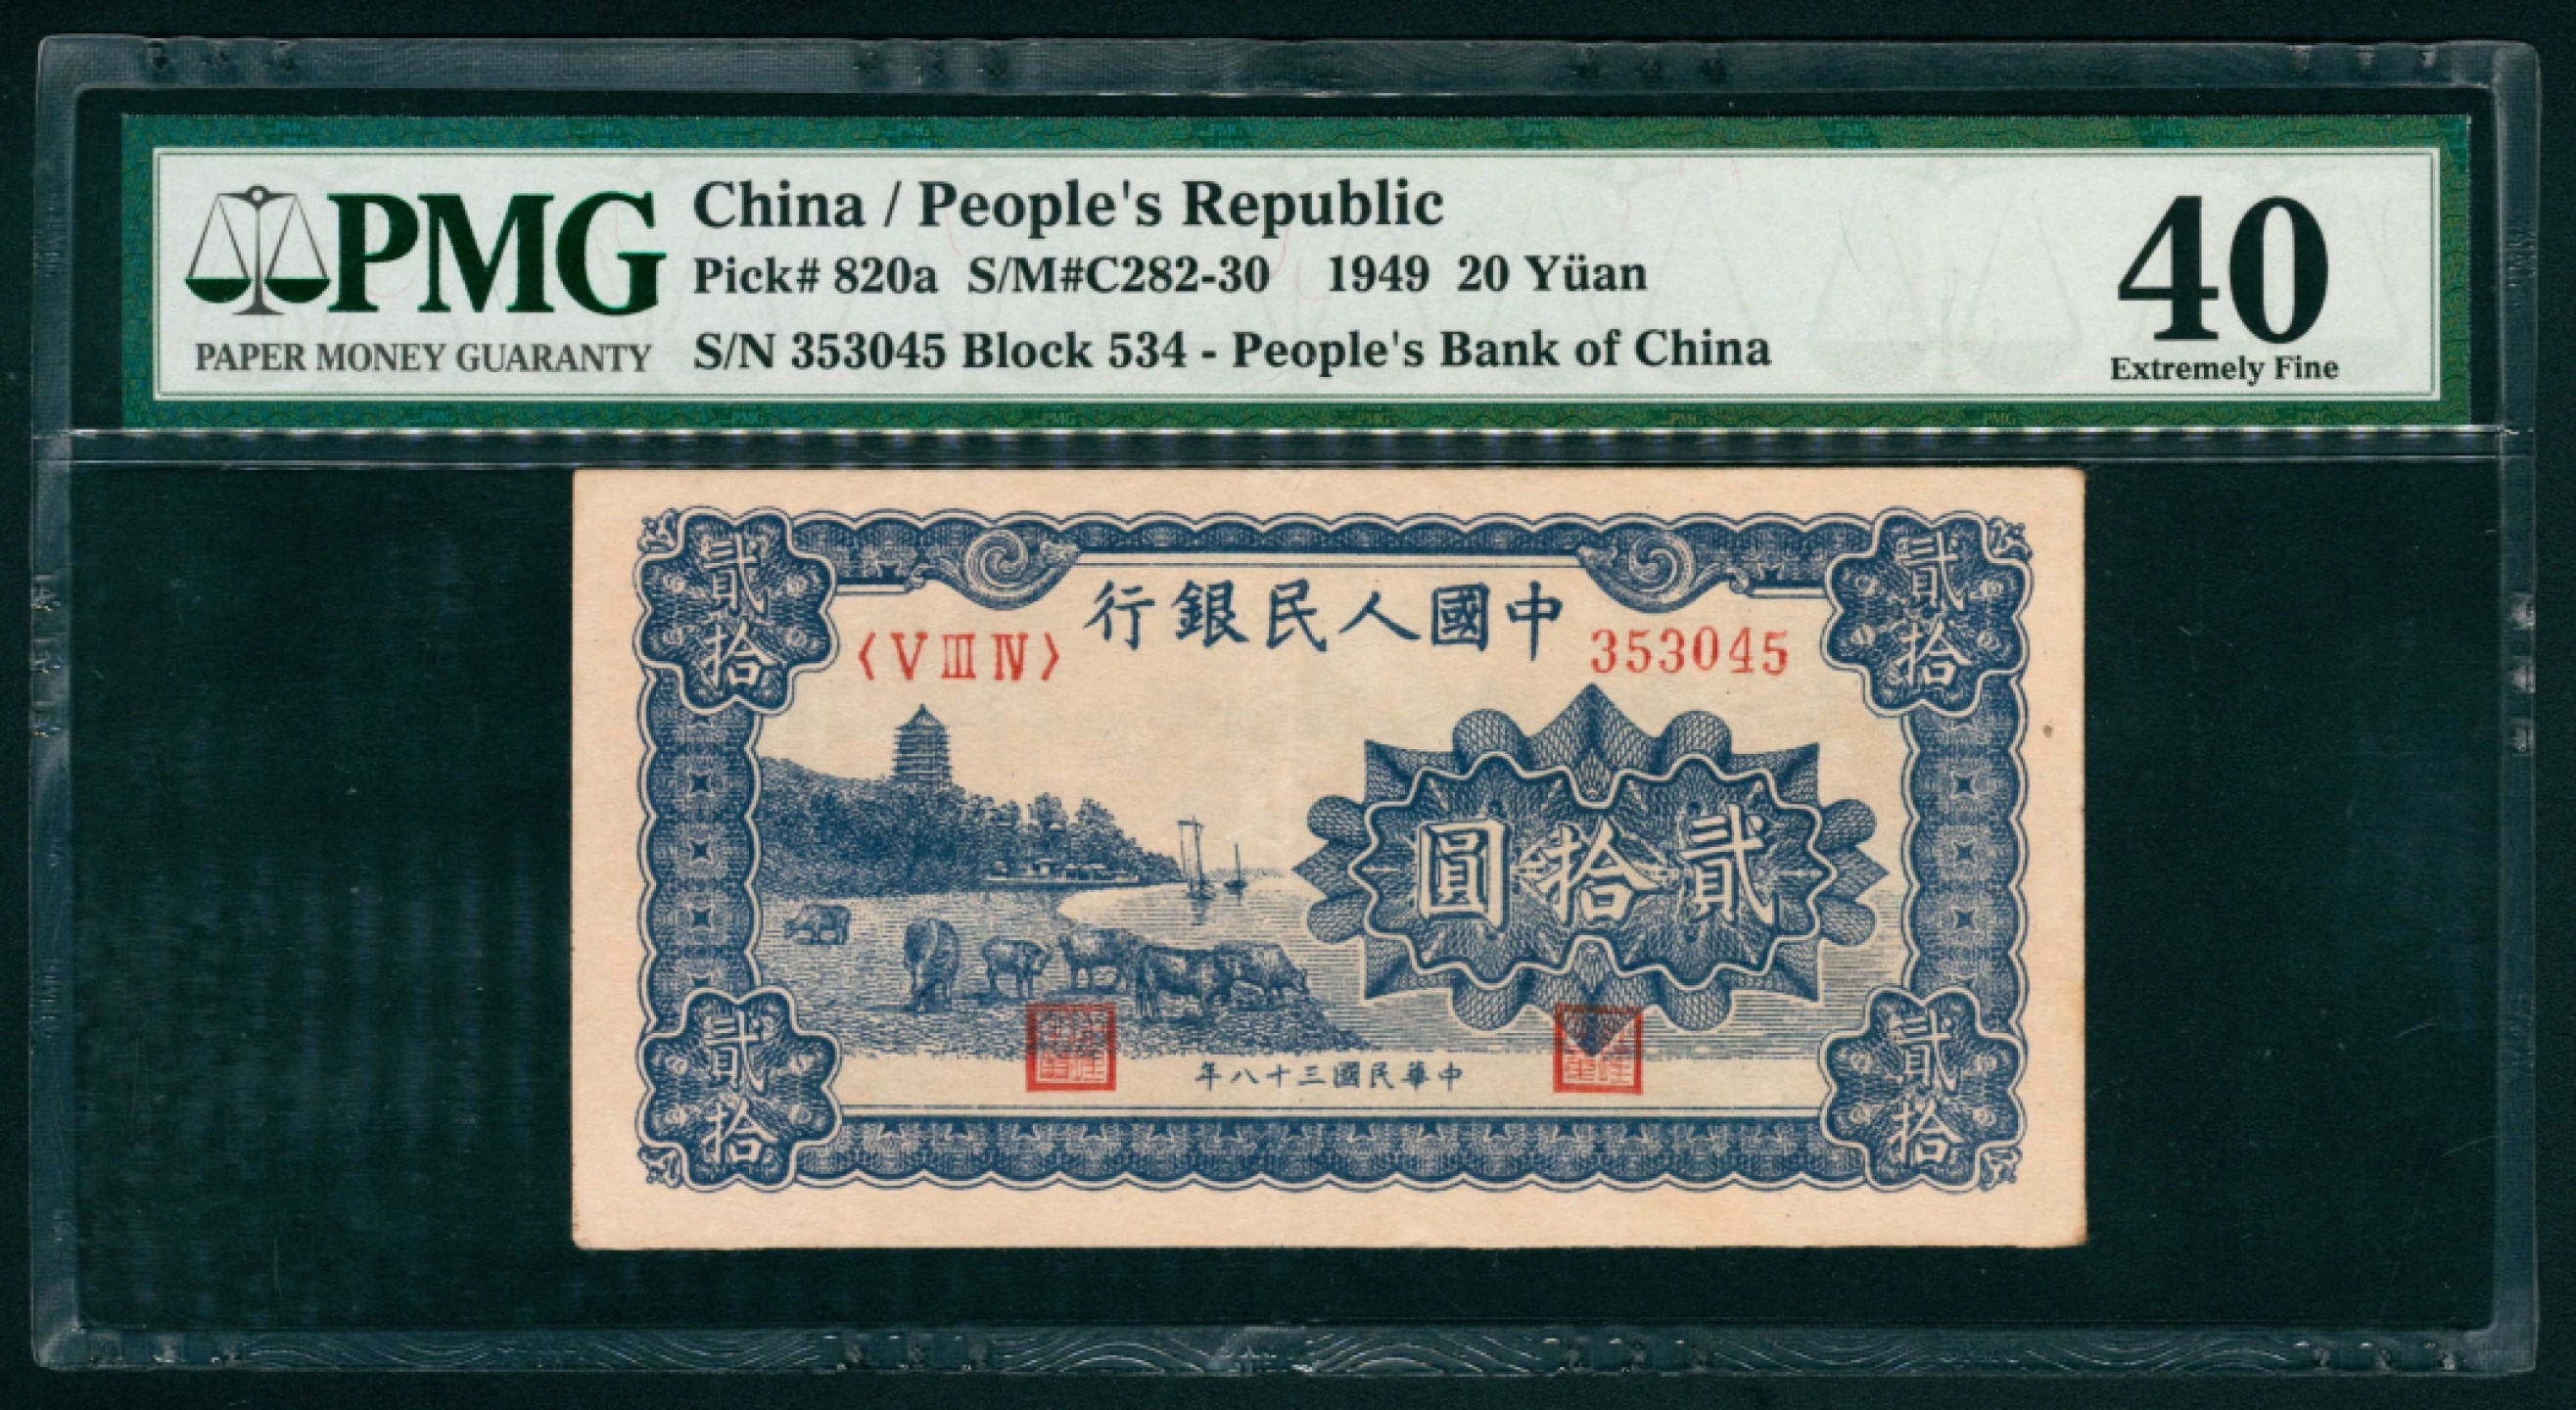 PMG
PAPER MONEY GUARANTY
China / People's Republic
Pick# 820a S/M#C282-30 1949 20 Yüan
S/N 353045 Block 534 - People's Bank of China
40
Extremely Fine
貳拾
貳拾
行銀民人國中
〈V III IV〉
353045
圓拾貳
年八十三國民華中
貳拾
貳拾